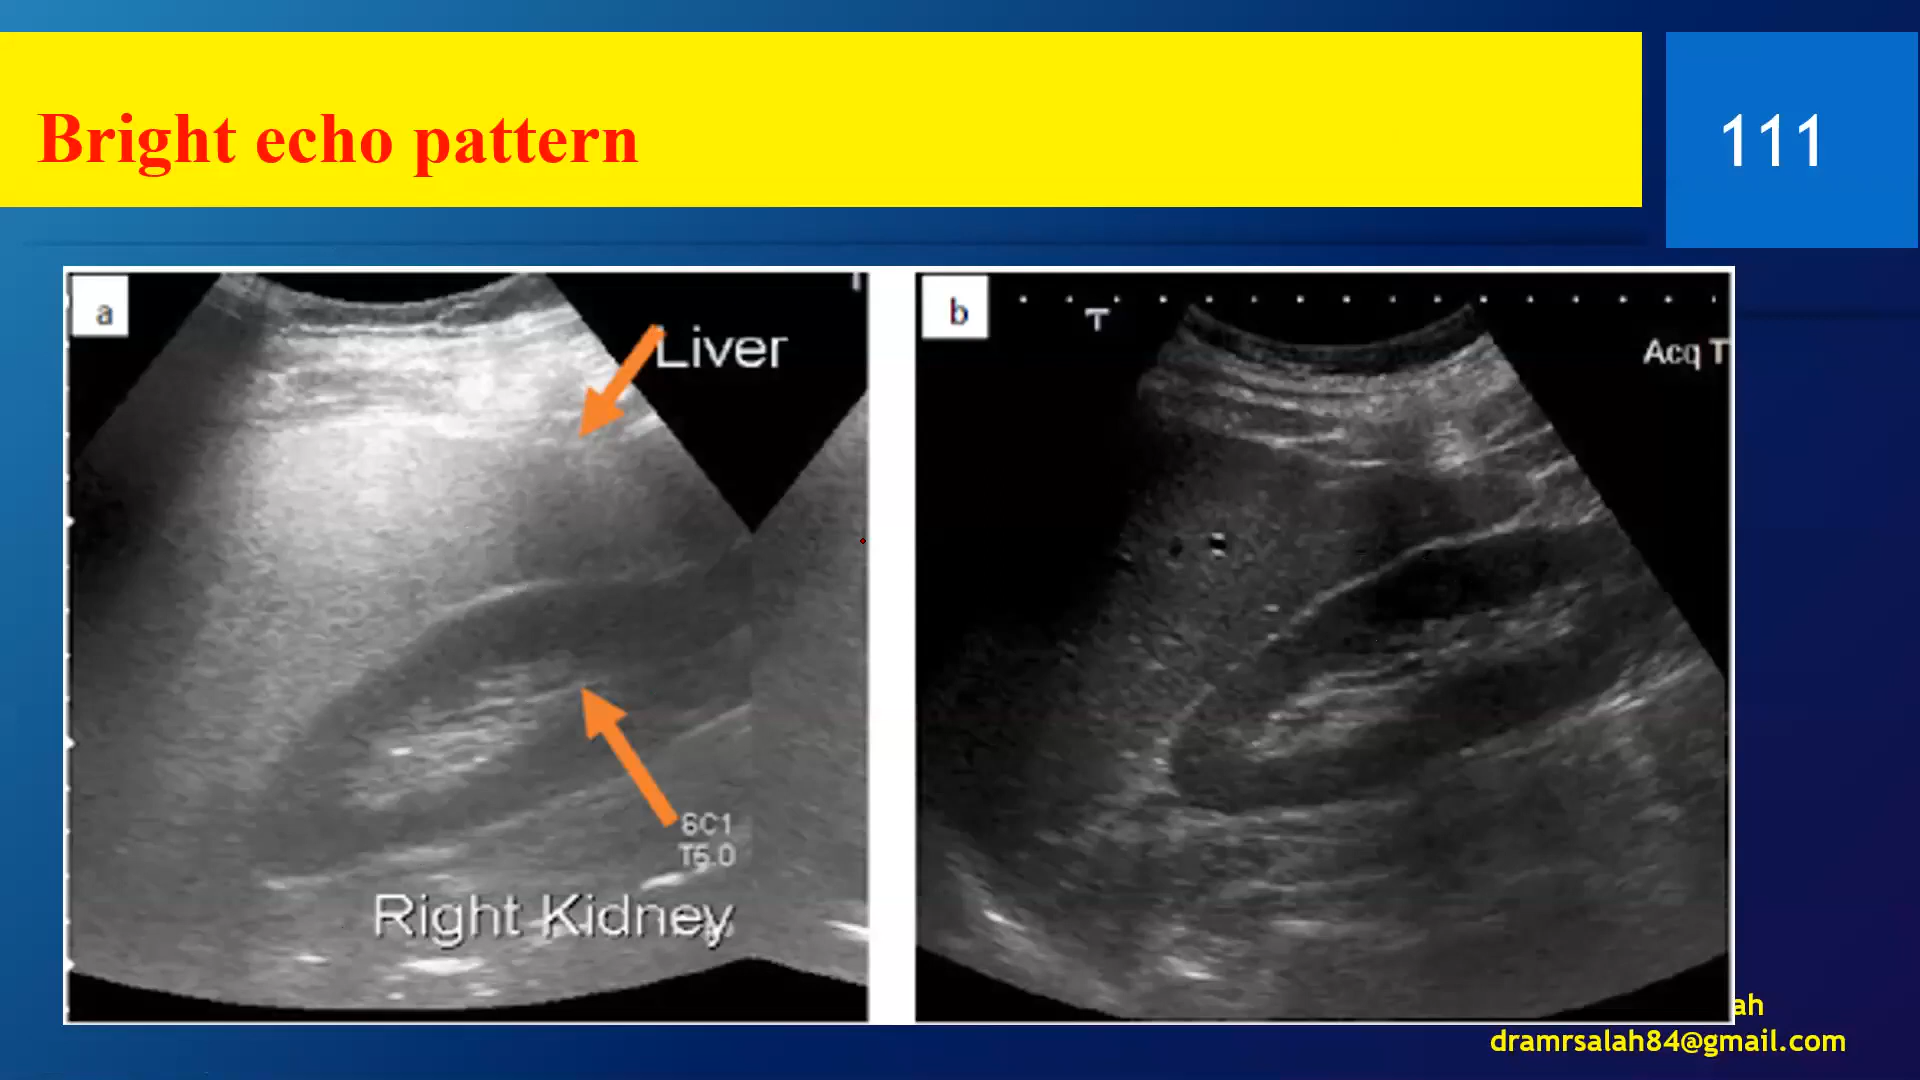 Bright echo pattern
111
a
Liver
b
T
Acq T
6C1
T5.0
Right Kidney
ah
dramrsalah84@gmail.com